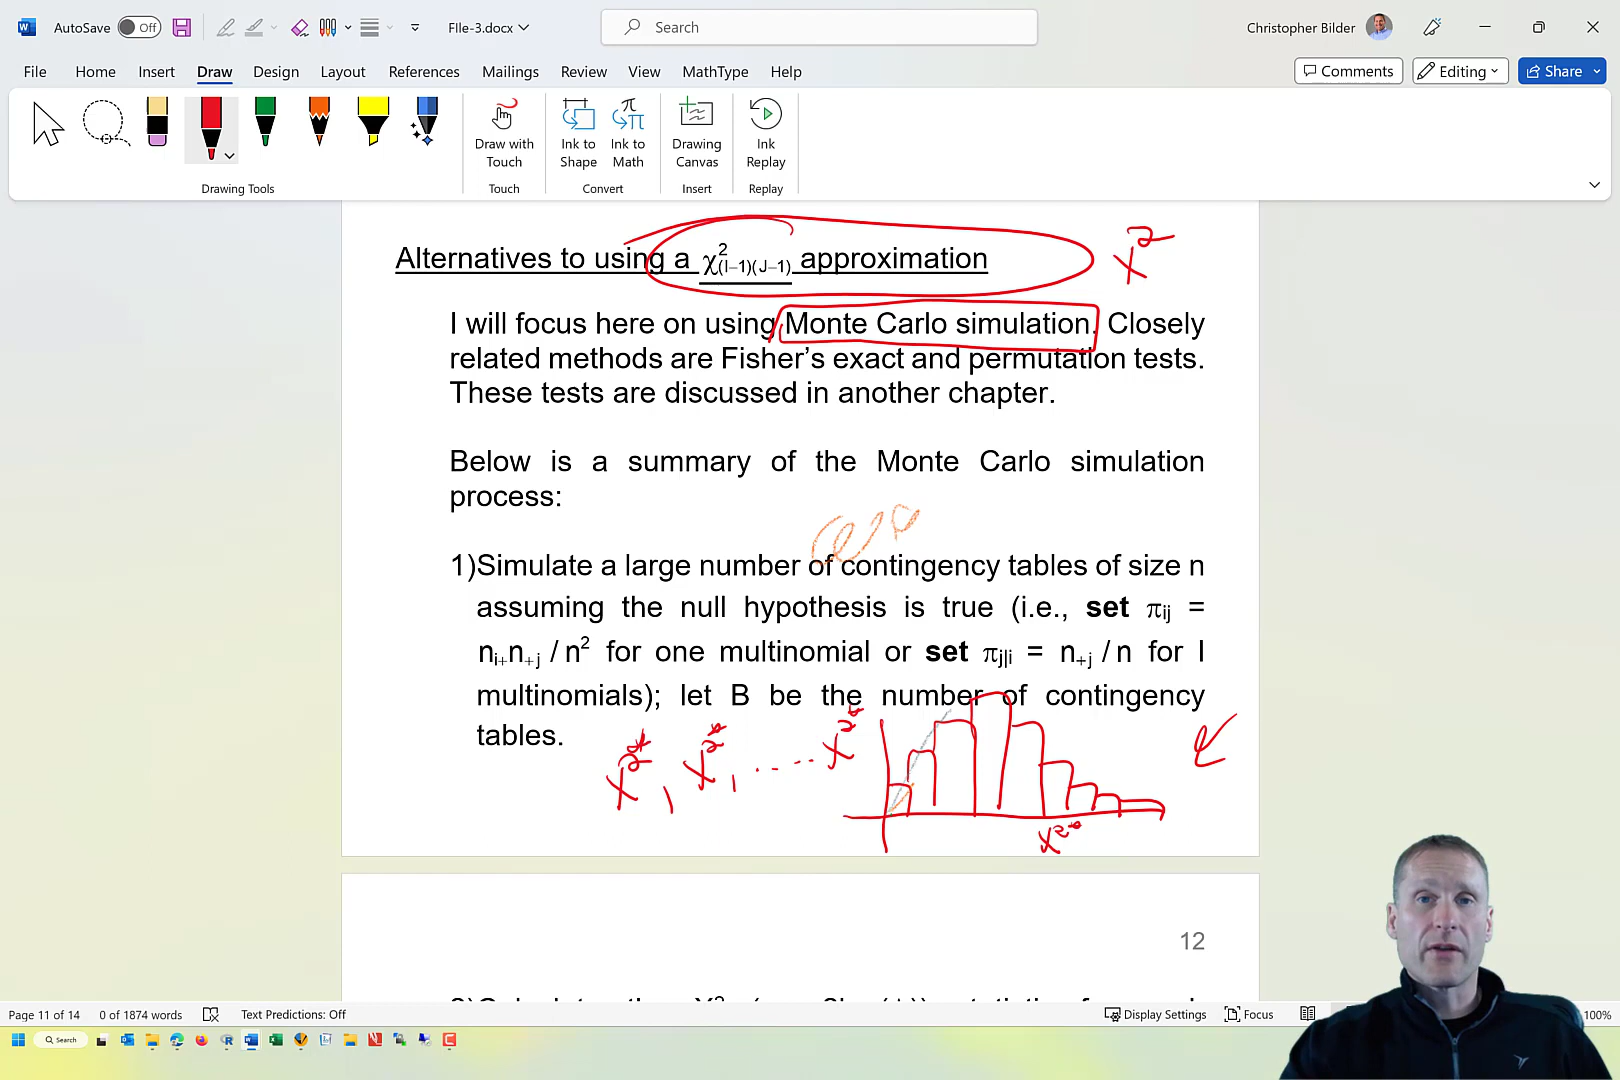 AutoSave Off FIle-3.docx Search Christopher Bilder
File Home Insert Draw Design Layout References Mailings Review View MathType Help Comments Editing Share
Draw with Touch Ink to Shape Ink to Math Drawing Canvas Ink Replay
Drawing Tools Touch Convert Insert Replay
Alternatives to using a χ²(I−1)(J−1) approximation X²
I will focus here on using Monte Carlo simulation. Closely
related methods are Fisher's exact and permutation tests.
These tests are discussed in another chapter.
Below is a summary of the Monte Carlo simulation
process:
1)Simulate a large number of contingency tables of size n
assuming the null hypothesis is true (i.e., set πij =
ni+n+j / n² for one multinomial or set πj|i = n+j / n for I
multinomials); let B be the number of contingency
tables.
X²*, X²*, ..... X²*
X²*
12
Page 11 of 14 0 of 1874 words Text Predictions: Off Display Settings Focus 100%
Search